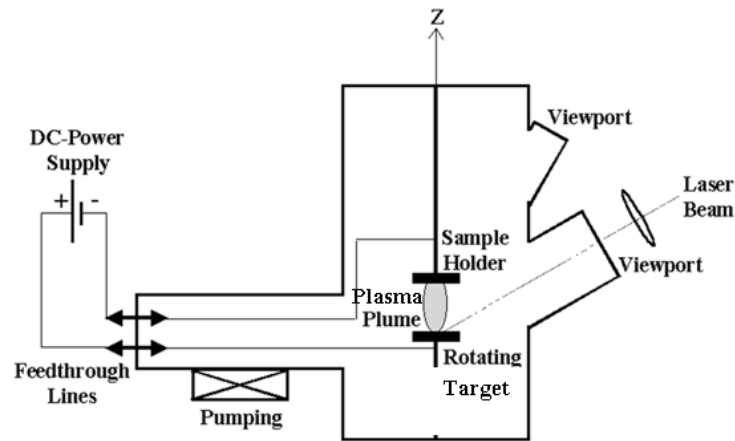 Z
DC-Power
Supply
+ -
Viewport
Laser
Beam
Sample
Holder
Viewport
Plasma
Plume
Rotating
Target
Feedthrough
Lines
Pumping